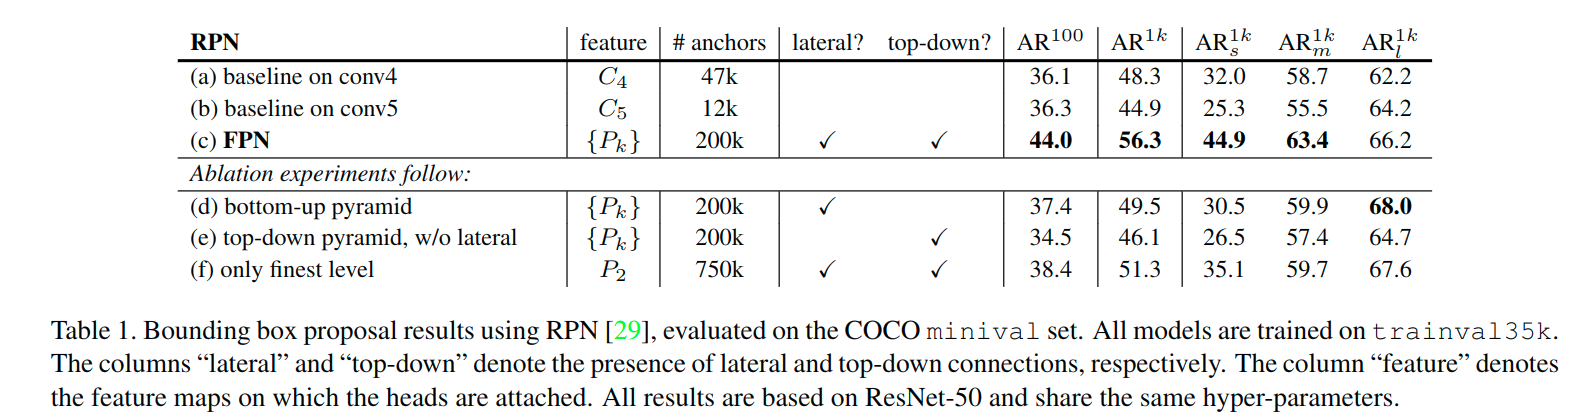 RPN feature # anchors lateral? top-down? AR^100 AR^1k AR_s^1k AR_m^1k AR_l^1k
(a) baseline on conv4 C_4 47k 36.1 48.3 32.0 58.7 62.2
(b) baseline on conv5 C_5 12k 36.3 44.9 25.3 55.5 64.2
(c) FPN {P_k} 200k ✓ ✓ 44.0 56.3 44.9 63.4 66.2
Ablation experiments follow:
(d) bottom-up pyramid {P_k} 200k ✓ 37.4 49.5 30.5 59.9 68.0
(e) top-down pyramid, w/o lateral {P_k} 200k ✓ 34.5 46.1 26.5 57.4 64.7
(f) only finest level P_2 750k ✓ ✓ 38.4 51.3 35.1 59.7 67.6
Table 1. Bounding box proposal results using RPN [29], evaluated on the COCO minival set. All models are trained on trainval35k.
The columns “lateral” and “top-down” denote the presence of lateral and top-down connections, respectively. The column “feature” denotes
the feature maps on which the heads are attached. All results are based on ResNet-50 and share the same hyper-parameters.